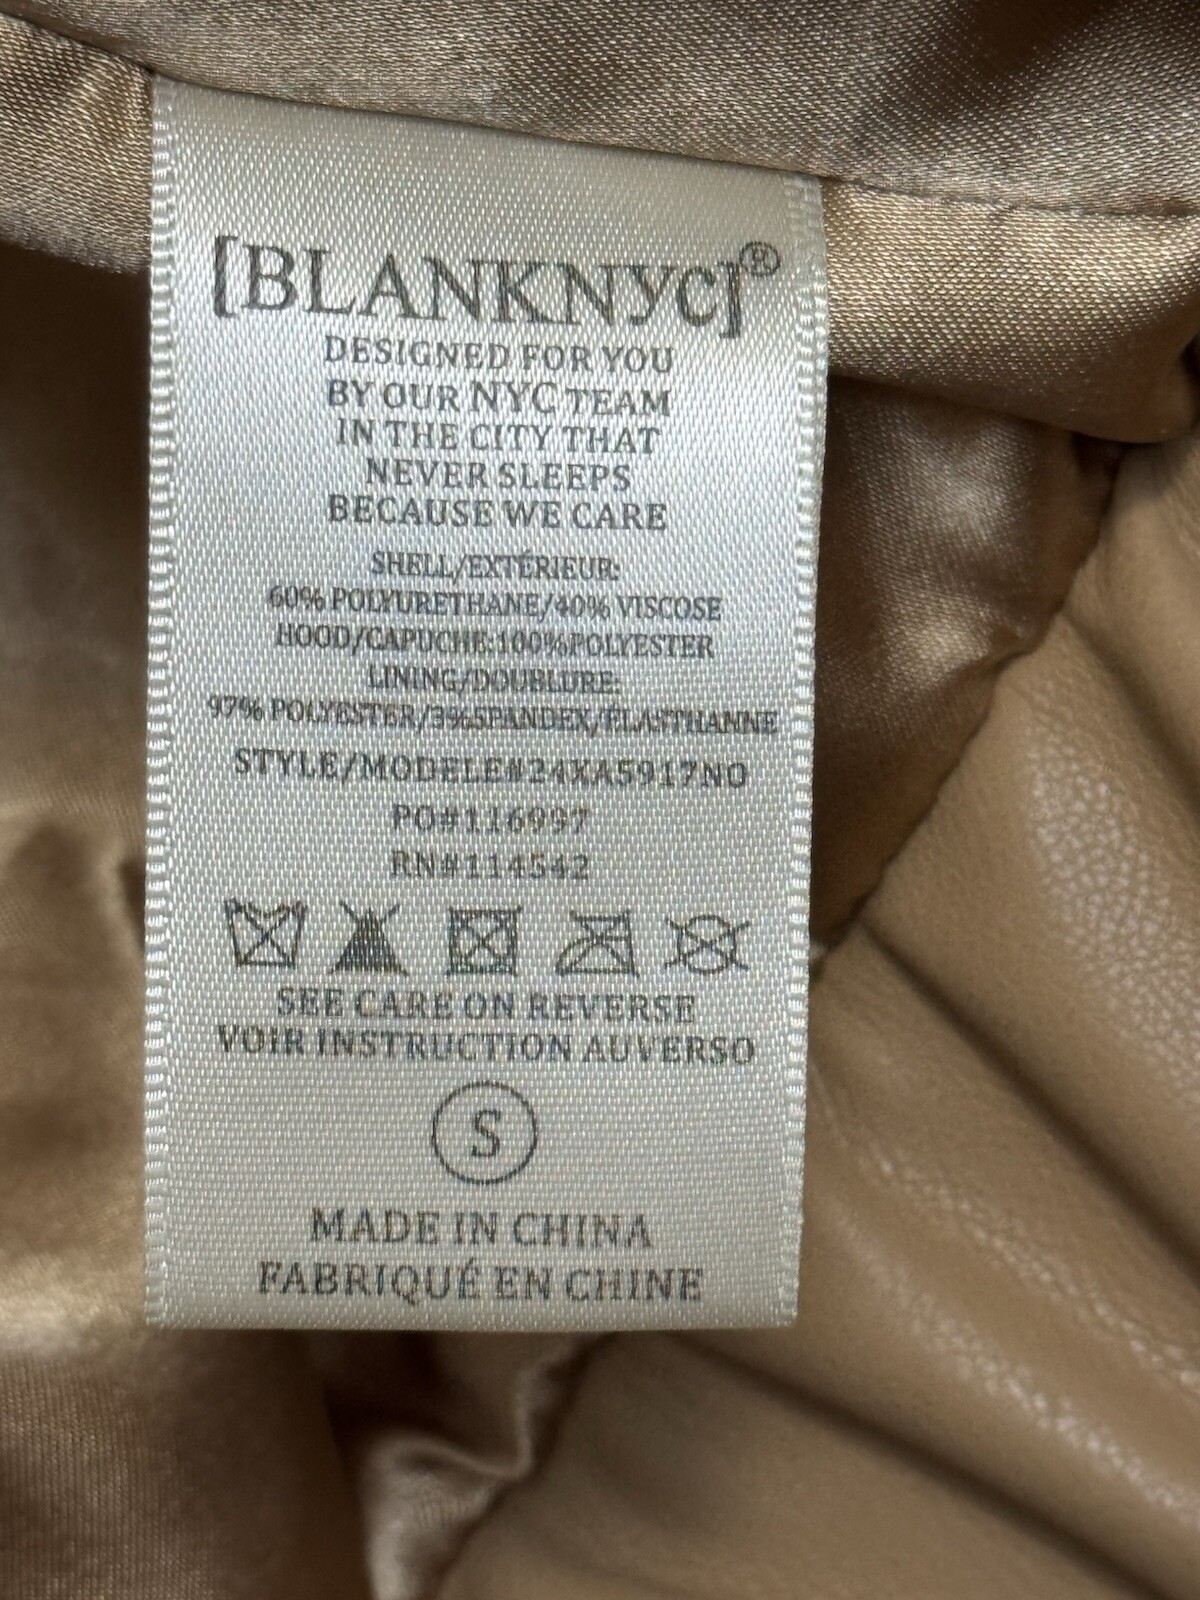 [BLANKNYC]®
DESIGNED FOR YOU
BY OUR NYC TEAM
IN THE CITY THAT
NEVER SLEEPS
BECAUSE WE CARE
SHELL/EXTÉRIEUR:
60% POLYURETHANE/40% VISCOSE
HOOD/CAPUCHE:100%POLYESTER
LINING/DOUBLURE:
97% POLYESTER/3%SPANDEX/ÉLASTHANNE
STYLE/MODELE#24XA5917NO
PO#116997
RN#114542
SEE CARE ON REVERSE
VOIR INSTRUCTION AUVERSO
S
MADE IN CHINA
FABRIQUÉ EN CHINE